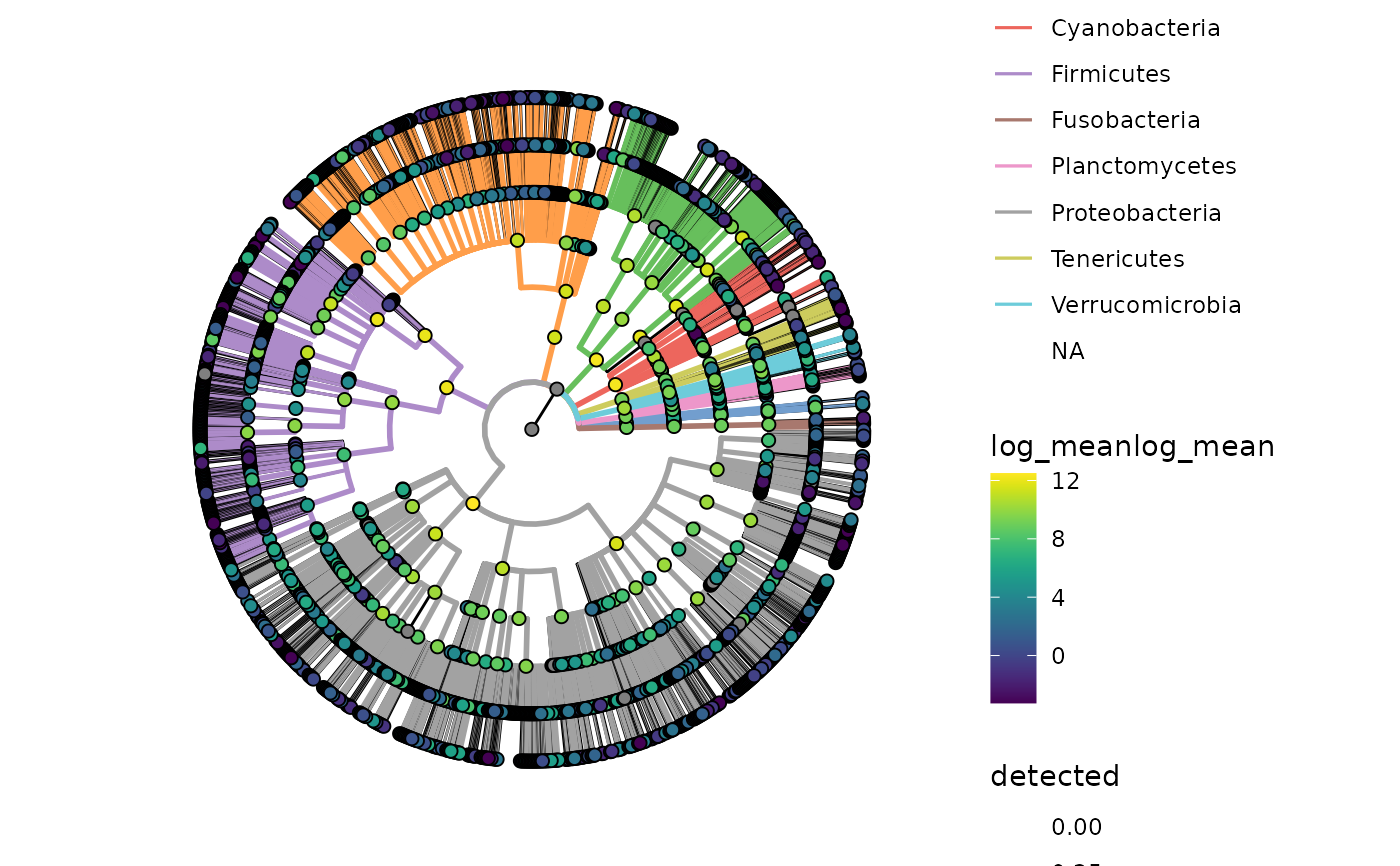 Cyanobacteria
Firmicutes
Fusobacteria
Planctomycetes
Proteobacteria
Tenericutes
Verrucomicrobia
NA
log_meanlog_mean
12
8
4
0
detected
0.00